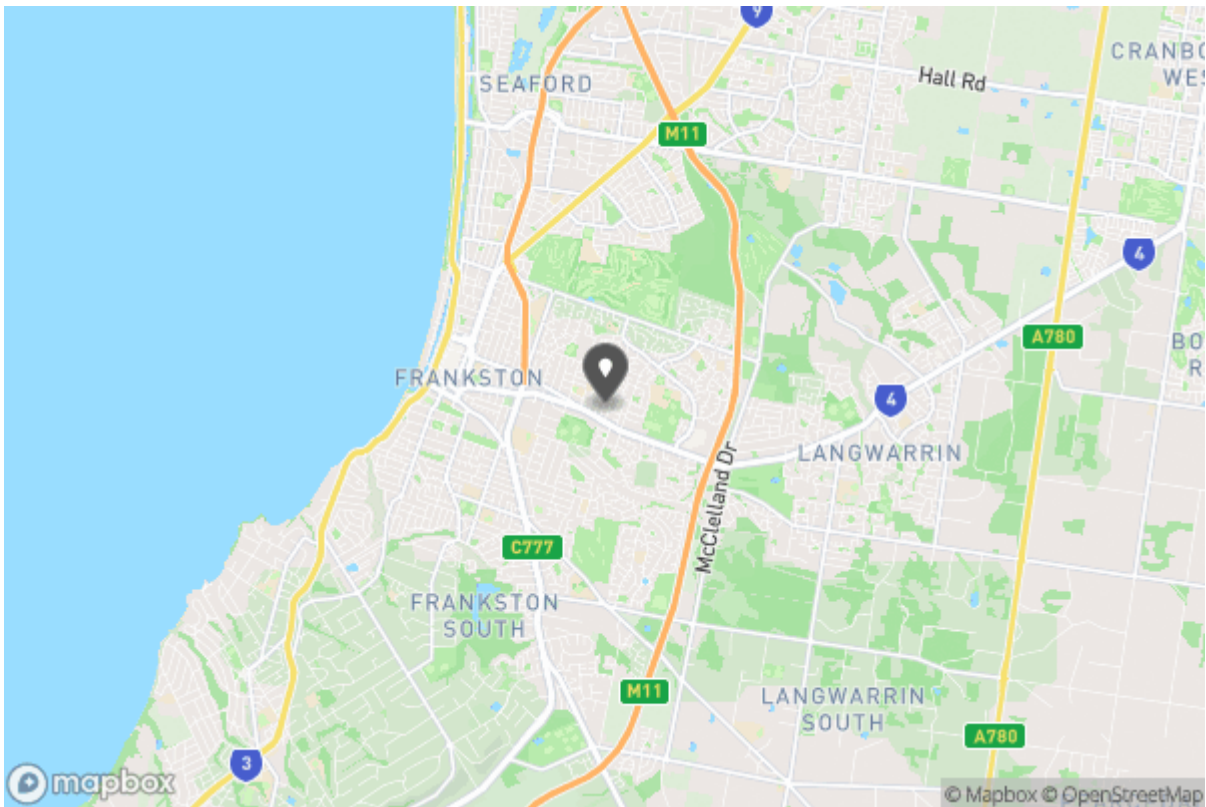 9
CRANBO
WES
Hall Rd
SEAFORD
M11
4
A780
BO
R
FRANKSTON
4
LANGWARRIN
McClelland Dr
C777
FRANKSTON
SOUTH
M11
LANGWARRIN
SOUTH
A780
3
mapbox
© Mapbox © OpenStreetMap